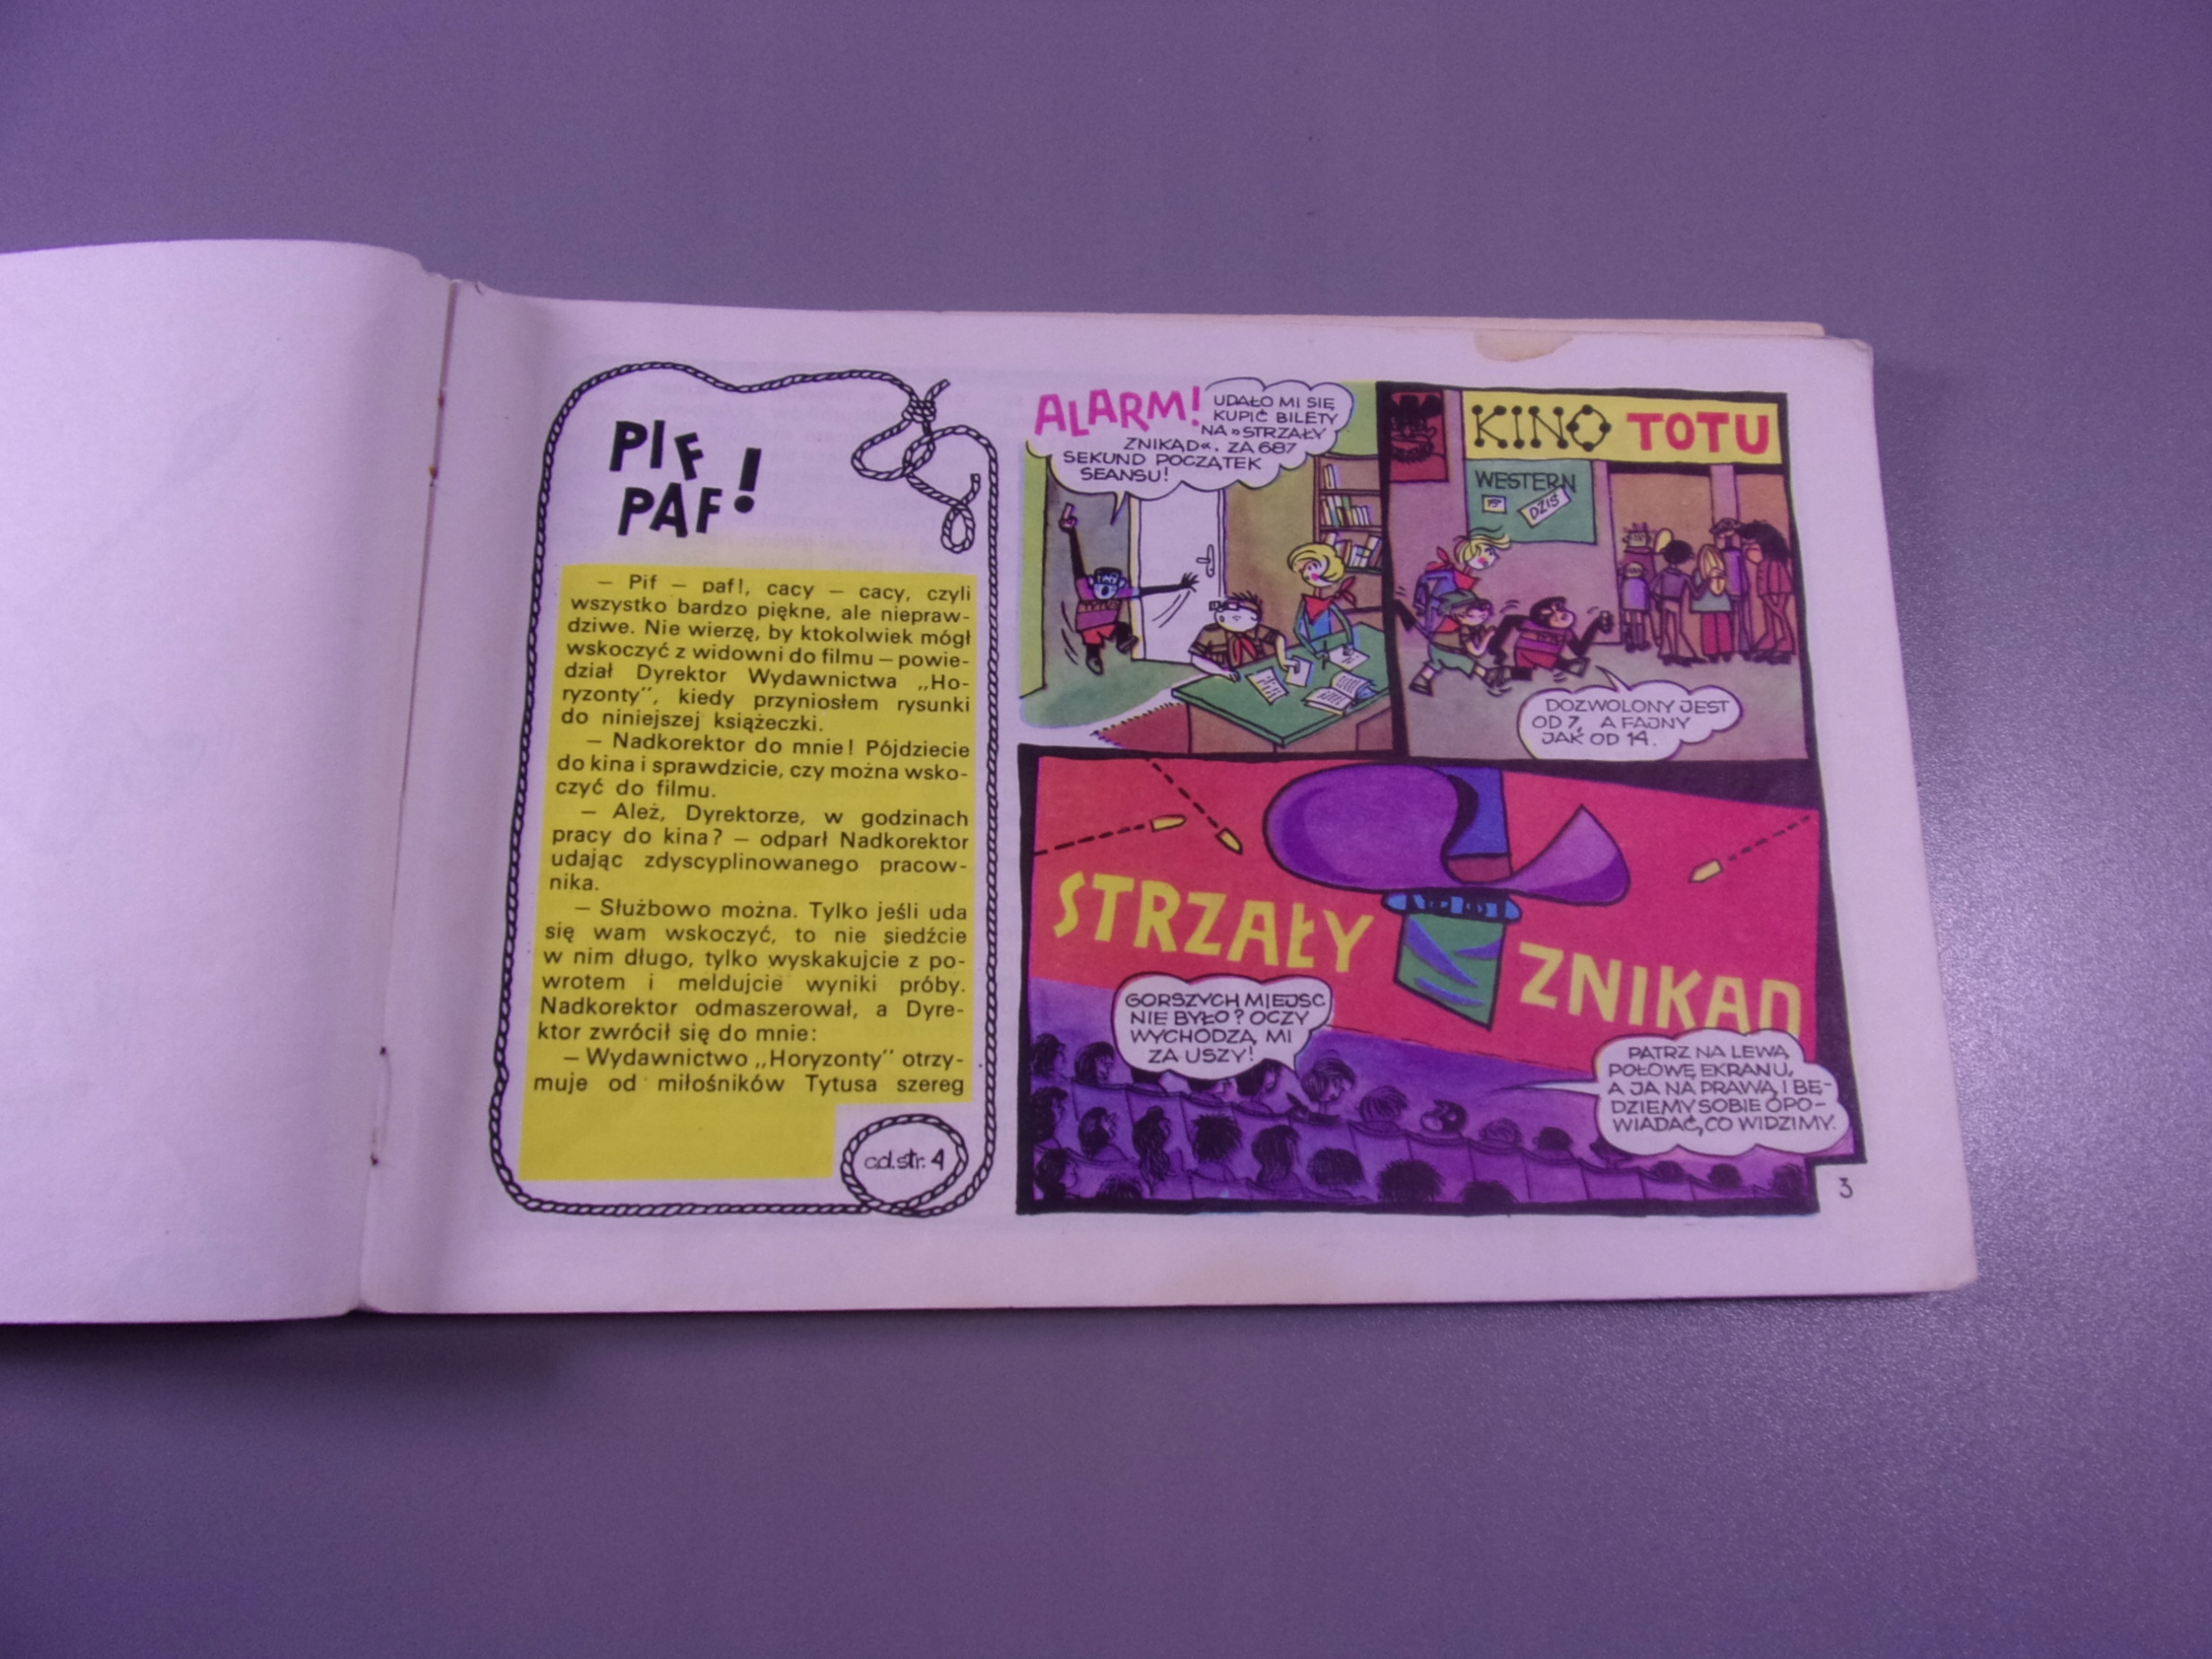 PIF
PAF!
— Pif — paf!, cacy — cacy, czyli
wszystko bardzo piękne, ale niepraw-
dziwe. Nie wierzę, by ktokolwiek mógł
wskoczyć z widowni do filmu — powie-
dział Dyrektor Wydawnictwa „Ho-
ryzonty", kiedy przyniosłem rysunki
do niniejszej książeczki.
— Nadkorektor do mnie! Pójdziecie
do kina i sprawdzicie, czy można wsko-
czyć do filmu.
— Ależ, Dyrektorze, w godzinach
pracy do kina? — odparł Nadkorektor
udając zdyscyplinowanego pracow-
nika.
— Służbowo można. Tylko jeśli uda
się wam wskoczyć, to nie siedźcie
w nim długo, tylko wyskakujcie z po-
wrotem i meldujcie wyniki próby.
Nadkorektor odmaszerował, a Dyre-
ktor zwrócił się do mnie:
— Wydawnictwo „Horyzonty" otrzy-
muje od miłośników Tytusa szereg
c.d. str. 4
ALARM! UDAŁO MI SIĘ
KUPIĆ BILETY
NA »STRZAŁY
ZNIKĄD«. ZA 687
SEKUND POCZĄTEK
SEANSU!
KINO TOTU
WESTERN
DZIŚ
DOZWOLONY JEST
OD 7, A FAJNY
JAK OD 14.
STRZAŁY ZNIKĄD
GORSZYCH MIEJSC
NIE BYŁO? OCZY
WYCHODZĄ MI
ZA USZY!
PATRZ NA LEWĄ
POŁOWĘ EKRANU,
A JA NA PRAWĄ I BĘ-
DZIEMY SOBIE OPO-
WIADAĆ, CO WIDZIMY.
3